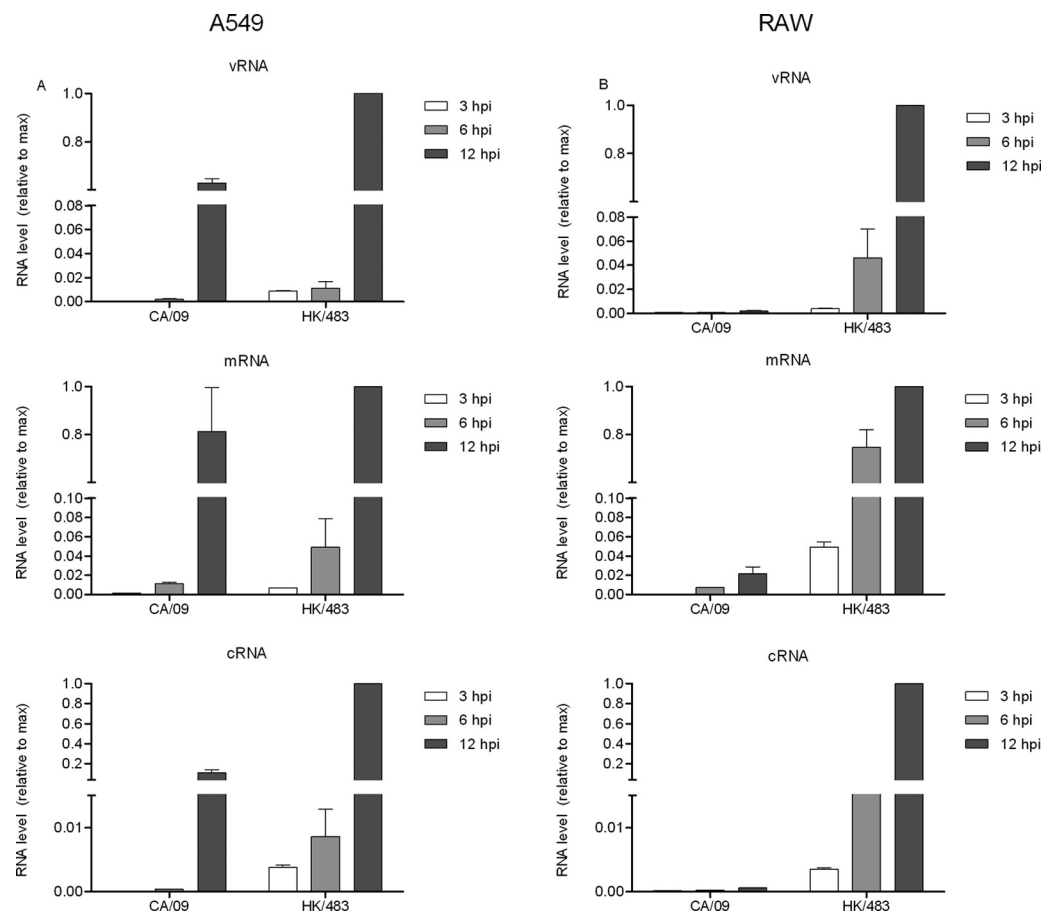 A549
RAW
A
vRNA
RNA level (relative to max)
1.0
0.8
0.08
0.06
0.04
0.02
0.00
CA/09
HK/483
3 hpi
6 hpi
12 hpi
B
vRNA
RNA level (relative to max)
1.0
0.8
0.08
0.06
0.04
0.02
0.00
CA/09
HK/483
3 hpi
6 hpi
12 hpi
mRNA
RNA level (relative to max)
1.0
0.8
0.10
0.08
0.06
0.04
0.02
0.00
CA/09
HK/483
3 hpi
6 hpi
12 hpi
mRNA
RNA level (relative to max)
1.0
0.8
0.10
0.08
0.06
0.04
0.02
0.00
CA/09
HK/483
3 hpi
6 hpi
12 hpi
cRNA
RNA level (relative to max)
1.0
0.8
0.6
0.4
0.2
0.01
0.00
CA/09
HK/483
3 hpi
6 hpi
12 hpi
cRNA
RNA level (relative to max)
1.0
0.8
0.6
0.4
0.2
0.01
0.00
CA/09
HK/483
3 hpi
6 hpi
12 hpi